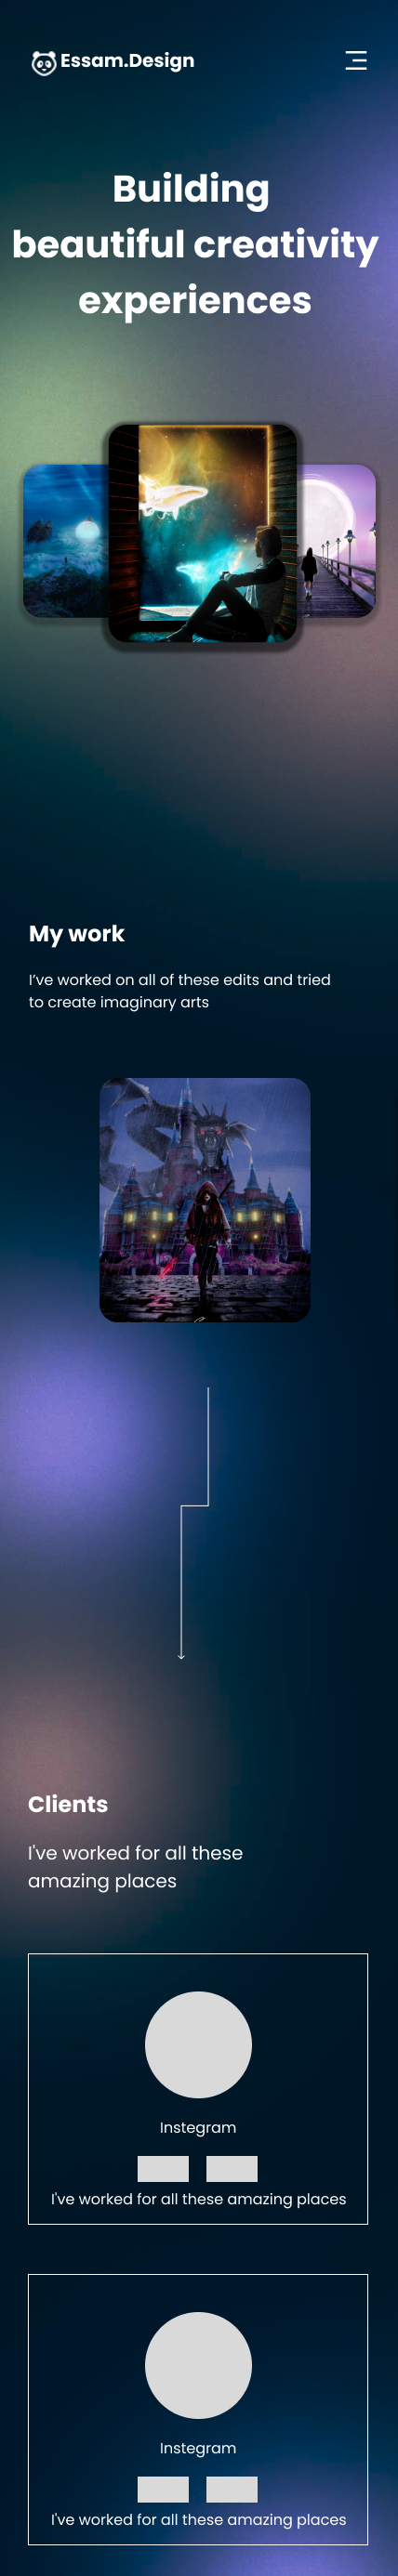 Essam.Design
Building
beautiful creativity
experiences
My work
I’ve worked on all of these edits and tried
to create imaginary arts
Clients
I've worked for all these
amazing places
Instegram
I've worked for all these amazing places
Instegram
I've worked for all these amazing places